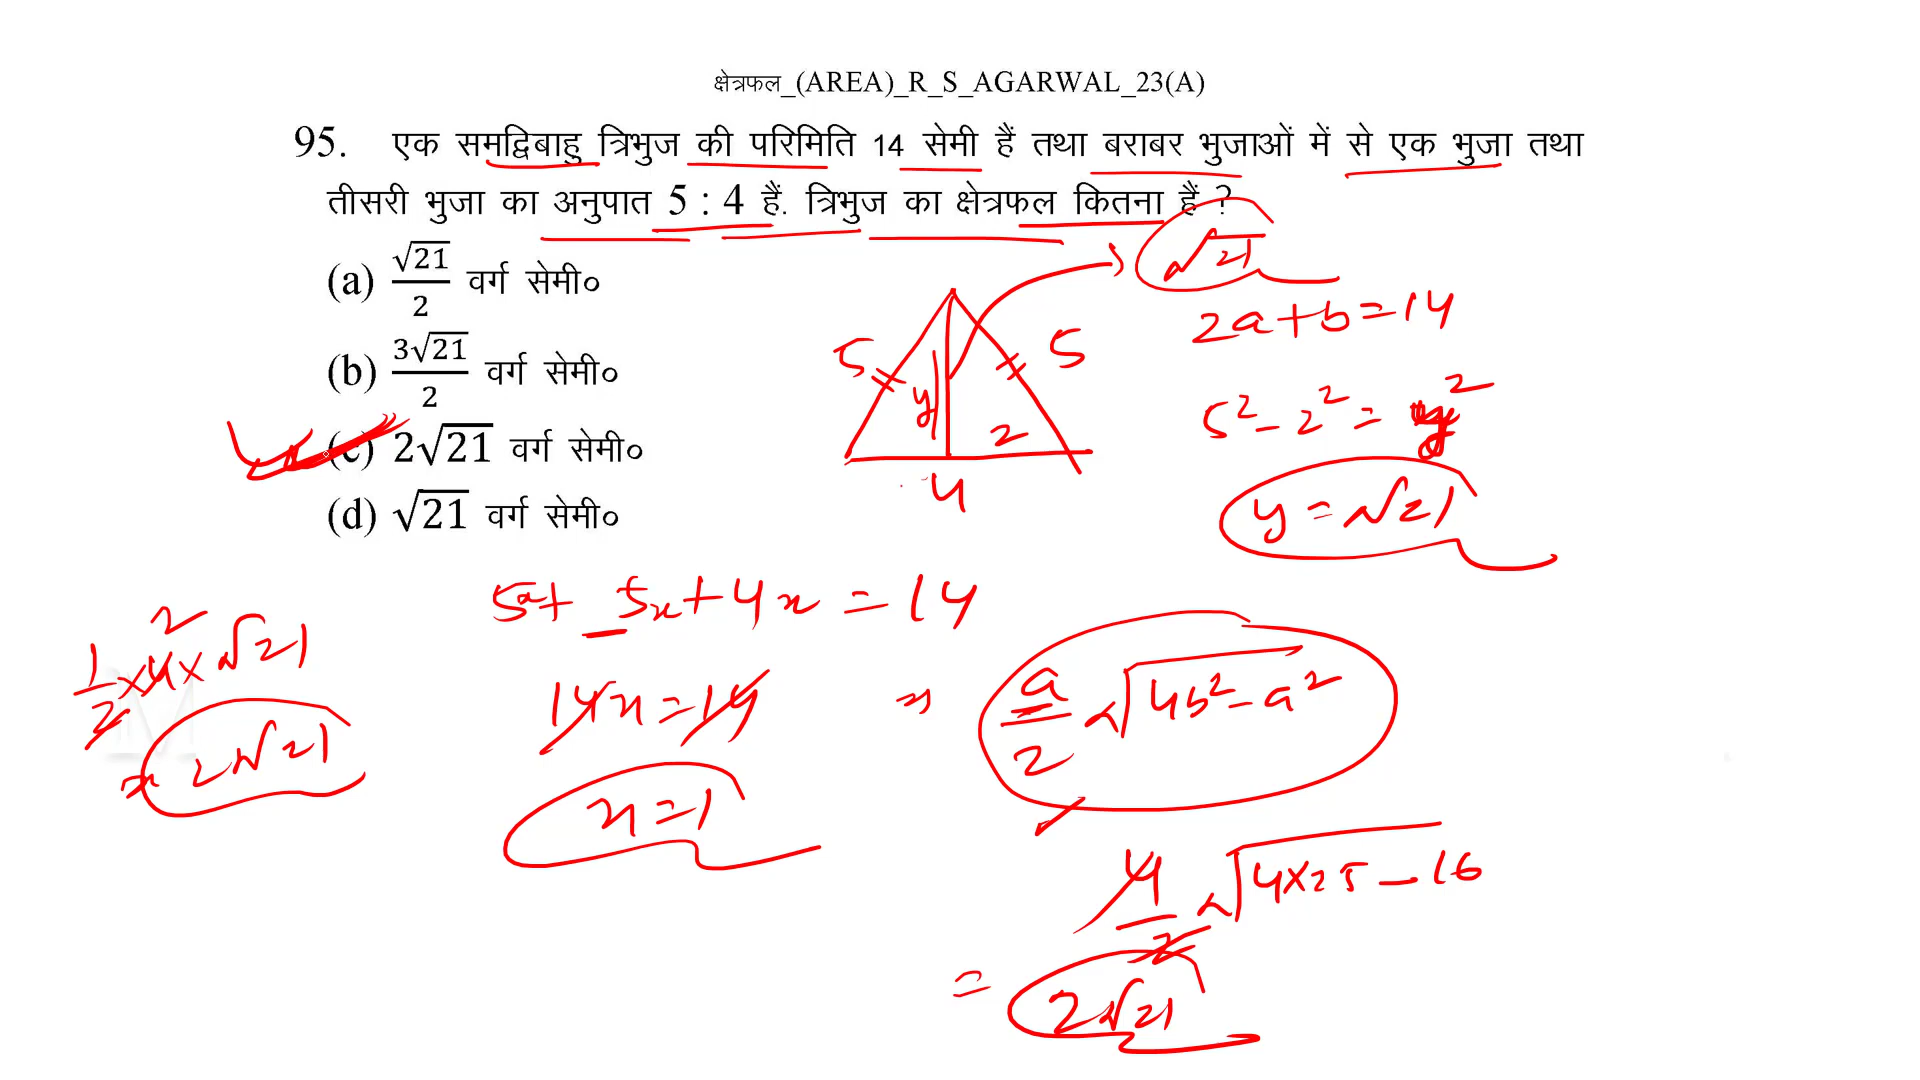 क्षेत्रफल_(AREA)_R_S_AGARWAL_23(A)
95. एक समद्विबाहु त्रिभुज की परिमिति 14 सेमी हैं तथा बराबर भुजाओं में से एक भुजा तथा
तीसरी भुजा का अनुपात 5 : 4 हैं. त्रिभुज का क्षेत्रफल कितना हैं ?
(a) √21/2 वर्ग सेमी०
(b) 3√21/2 वर्ग सेमी०
(c) 2√21 वर्ग सेमी०
(d) √21 वर्ग सेमी०
√21
2a+b=14
5 5
y 2
4
5²-2²= y²
y=√21
5x+ 5x+4x=14
14x=14
x=1
1/2×4×√21
2
= 2√21
= a/2 √4b²-a²
4/2 √4×25-16
= 2√21